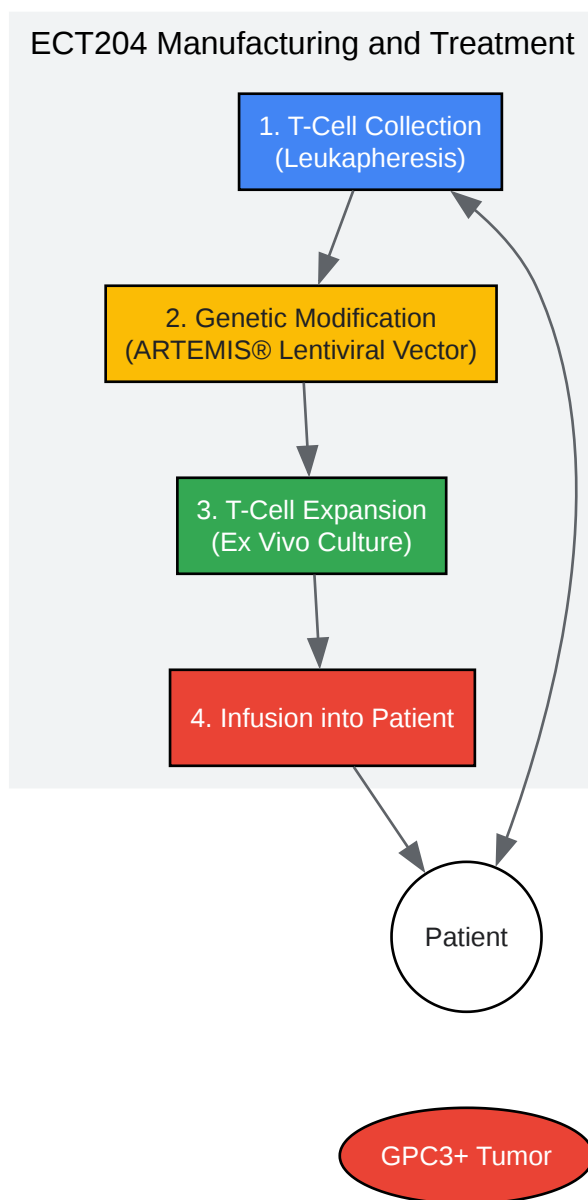 ECT204 Manufacturing and Treatment
1. T-Cell Collection
(Leukapheresis)
2. Genetic Modification
(ARTEMIS® Lentiviral Vector)
3. T-Cell Expansion
(Ex Vivo Culture)
4. Infusion into Patient
Patient
GPC3+ Tumor